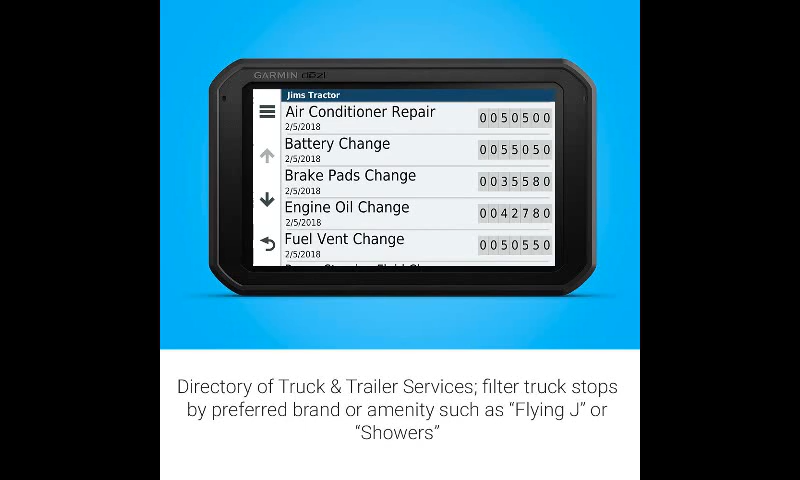 GARMIN dēzl
Jims Tractor
Air Conditioner Repair 0050500
2/5/2018
Battery Change 0055050
2/5/2018
Brake Pads Change 0035580
2/5/2018
Engine Oil Change 0042780
2/5/2018
Fuel Vent Change 0050550
2/5/2018
Directory of Truck & Trailer Services; filter truck stops
by preferred brand or amenity such as “Flying J” or
“Showers”